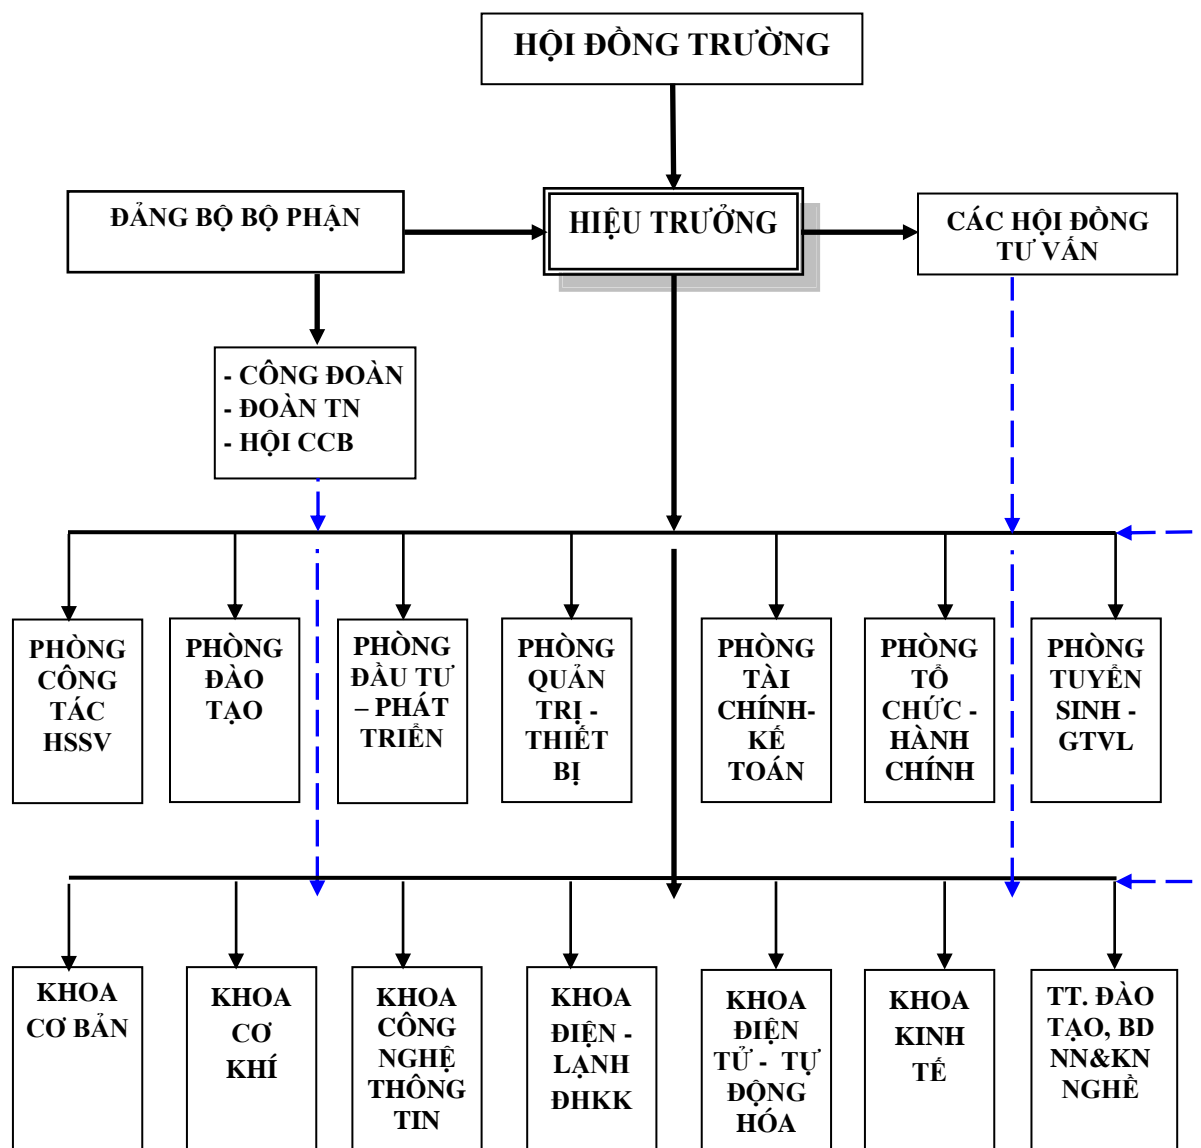 HỘI ĐỒNG TRƯỜNG
ĐẢNG BỘ BỘ PHẬN
HIỆU TRƯỞNG
CÁC HỘI ĐỒNG
TƯ VẤN
- CÔNG ĐOÀN
- ĐOÀN TN
- HỘI CCB
PHÒNG
CÔNG
TÁC
HSSV
PHÒNG
ĐÀO
TẠO
PHÒNG
ĐẦU TƯ
– PHÁT
TRIỂN
PHÒNG
QUẢN
TRỊ -
THIẾT
BỊ
PHÒNG
TÀI
CHÍNH-
KẾ
TOÁN
PHÒNG
TỔ
CHỨC -
HÀNH
CHÍNH
PHÒNG
TUYỂN
SINH -
GTVL
KHOA
CƠ BẢN
KHOA
CƠ
KHÍ
KHOA
CÔNG
NGHỆ
THÔNG
TIN
KHOA
ĐIỆN -
LẠNH
ĐHKK
KHOA
ĐIỆN
TỬ - TỰ
ĐỘNG
HÓA
KHOA
KINH
TẾ
TT. ĐÀO
TẠO, BD
NN&KN
NGHỀ